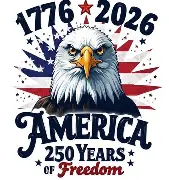 1776 ★ 2026
AMERICA
250 YEARS
OF Freedom